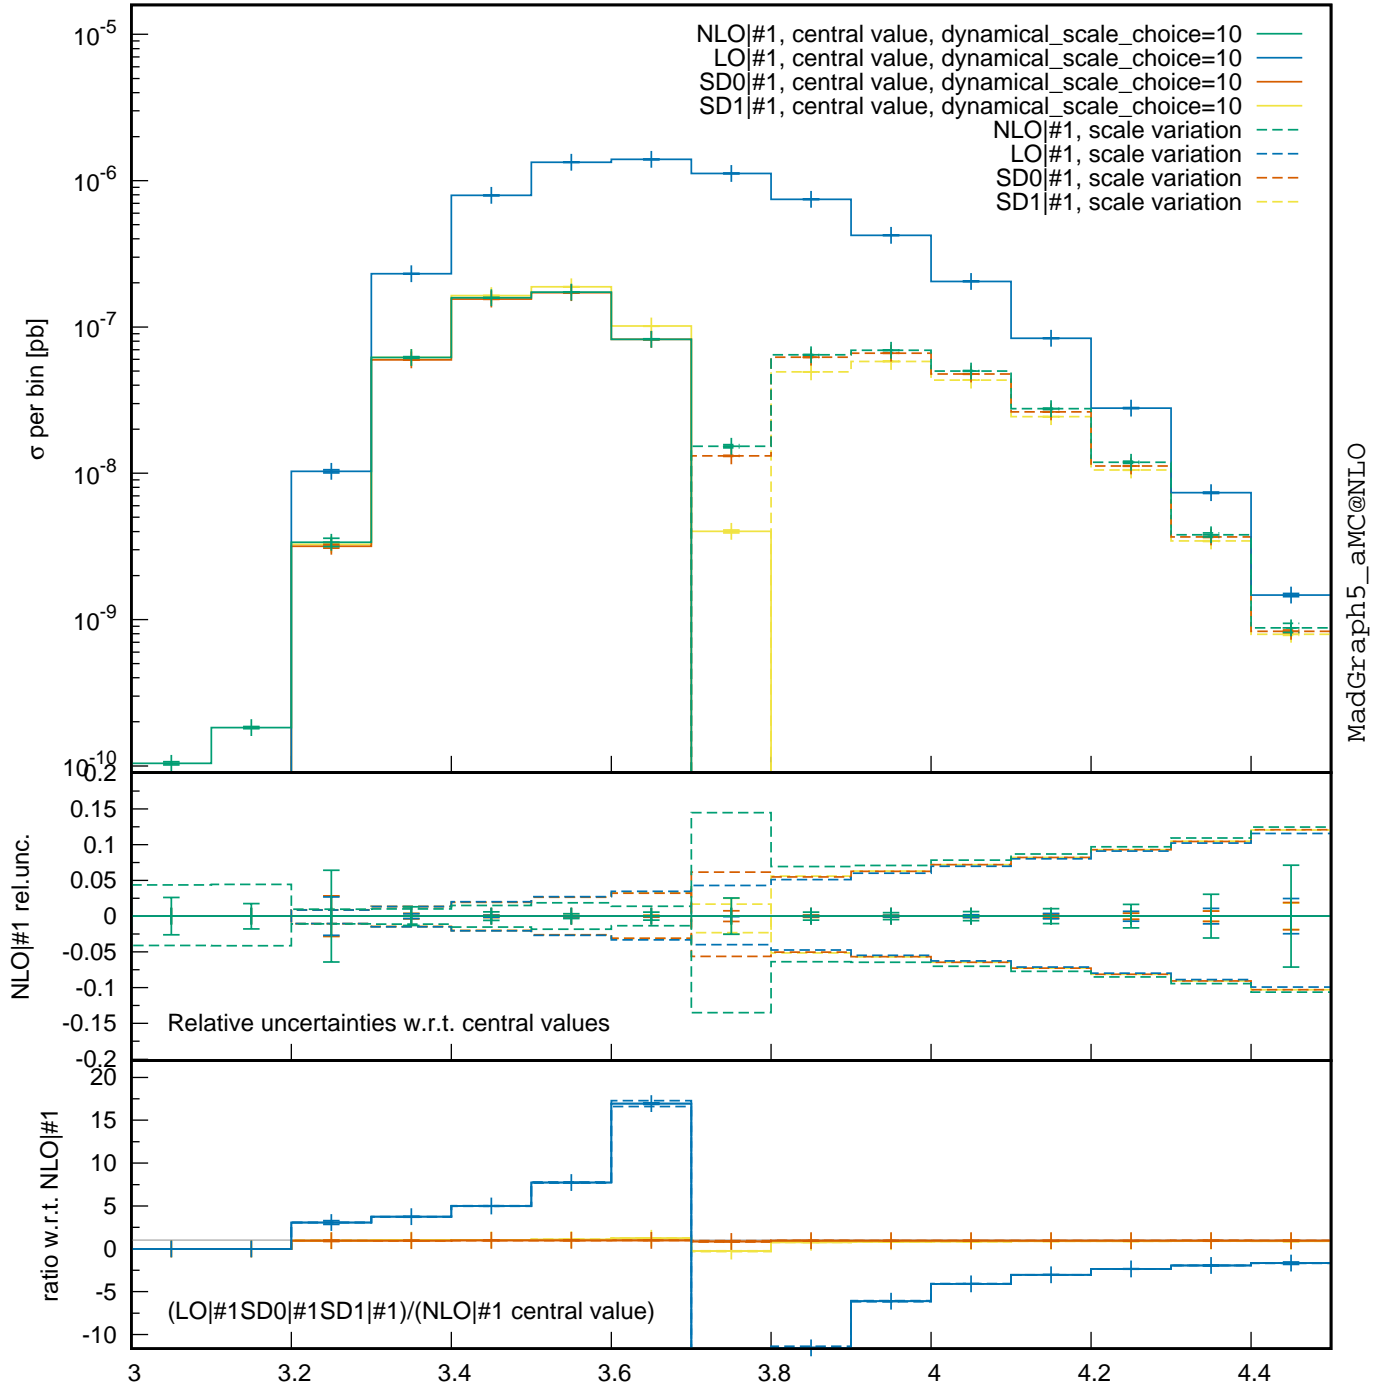 NLO|#1, central value, dynamical_scale_choice=10
LO|#1, central value, dynamical_scale_choice=10
SD0|#1, central value, dynamical_scale_choice=10
SD1|#1, central value, dynamical_scale_choice=10
NLO|#1, scale variation
LO|#1, scale variation
SD0|#1, scale variation
SD1|#1, scale variation
10^-5
10^-6
10^-7
10^-8
10^-9
10^-10
σ per bin [pb]
MadGraph5_aMC@NLO
0.2
0.15
0.1
0.05
0
-0.05
-0.1
-0.15
-0.2
NLO|#1 rel.unc.
Relative uncertainties w.r.t. central values
20
15
10
5
0
-5
-10
ratio w.r.t. NLO|#1
(LO|#1SD0|#1SD1|#1)/(NLO|#1 central value)
3 3.2 3.4 3.6 3.8 4 4.2 4.4